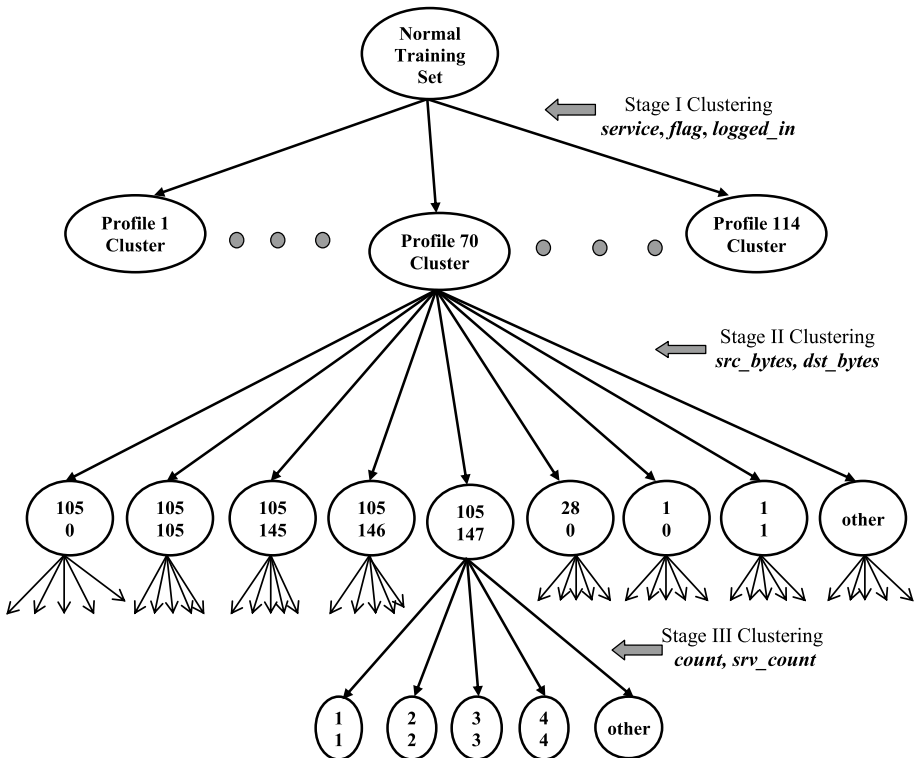 Normal
Training
Set
Stage I Clustering
service, flag, logged_in
Profile 1
Cluster
Profile 70
Cluster
Profile 114
Cluster
Stage II Clustering
src_bytes, dst_bytes
105
0
105
105
105
145
105
146
105
147
28
0
1
0
1
1
other
Stage III Clustering
count, srv_count
1
1
2
2
3
3
4
4
other